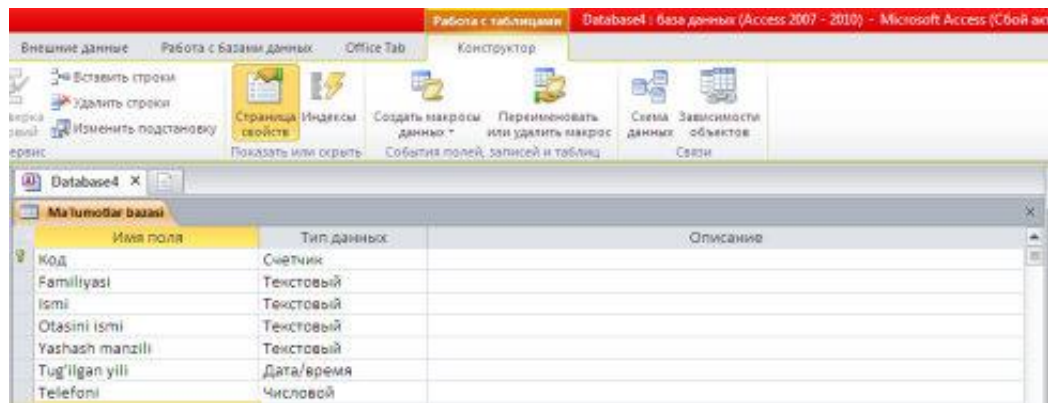 Работа с таблицами Database4 : база данных (Access 2007 - 2010) - Microsoft Access (Сбой ак
Внешние данные Работа с базами данных Office Tab Конструктор
Вставить строки
Удалить строки
Изменить подстановку
Страница свойств Индексы
Создать макросы данных Переименовать или удалить макрос
Схема данных Зависимости объектов
Показать или скрыть События полей, записей и таблиц Связи
Database4
Ma'lumotlar bazasi
Имя поля Тип данных Описание
Код Счетчик
Familiyasi Текстовый
Ismi Текстовый
Otasini ismi Текстовый
Yashash manzili Текстовый
Tug'ilgan yili Дата/время
Telefoni Числовой